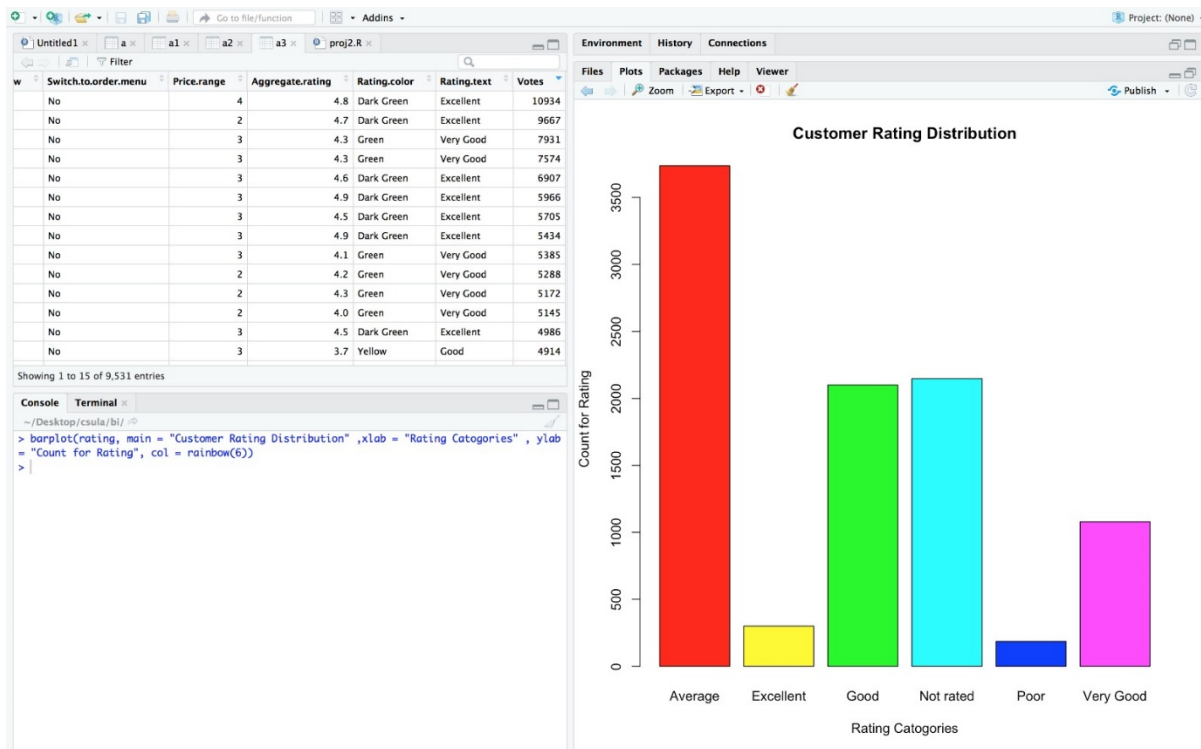 Go to file/function
Addins
Project: (None)
Untitled1
a
a1
a2
a3
proj2.R
Filter
w Switch.to.order.menu Price.range Aggregate.rating Rating.color Rating.text Votes
No 4 4.8 Dark Green Excellent 10934
No 2 4.7 Dark Green Excellent 9667
No 3 4.3 Green Very Good 7931
No 3 4.3 Green Very Good 7574
No 3 4.6 Dark Green Excellent 6907
No 3 4.9 Dark Green Excellent 5966
No 3 4.5 Dark Green Excellent 5705
No 3 4.9 Dark Green Excellent 5434
No 3 4.1 Green Very Good 5385
No 2 4.2 Green Very Good 5288
No 2 4.3 Green Very Good 5172
No 2 4.0 Green Very Good 5145
No 3 4.5 Dark Green Excellent 4986
No 3 3.7 Yellow Good 4914
Showing 1 to 15 of 9,531 entries
Console Terminal
~/Desktop/csula/bi/
> barplot(rating, main = "Customer Rating Distribution" ,xlab = "Rating Catogories" , ylab
= "Count for Rating", col = rainbow(6))
>
Environment History Connections
Files Plots Packages Help Viewer
Zoom Export Publish
Customer Rating Distribution
Count for Rating
3500
3000
2500
2000
1500
1000
500
0
Average Excellent Good Not rated Poor Very Good
Rating Catogories